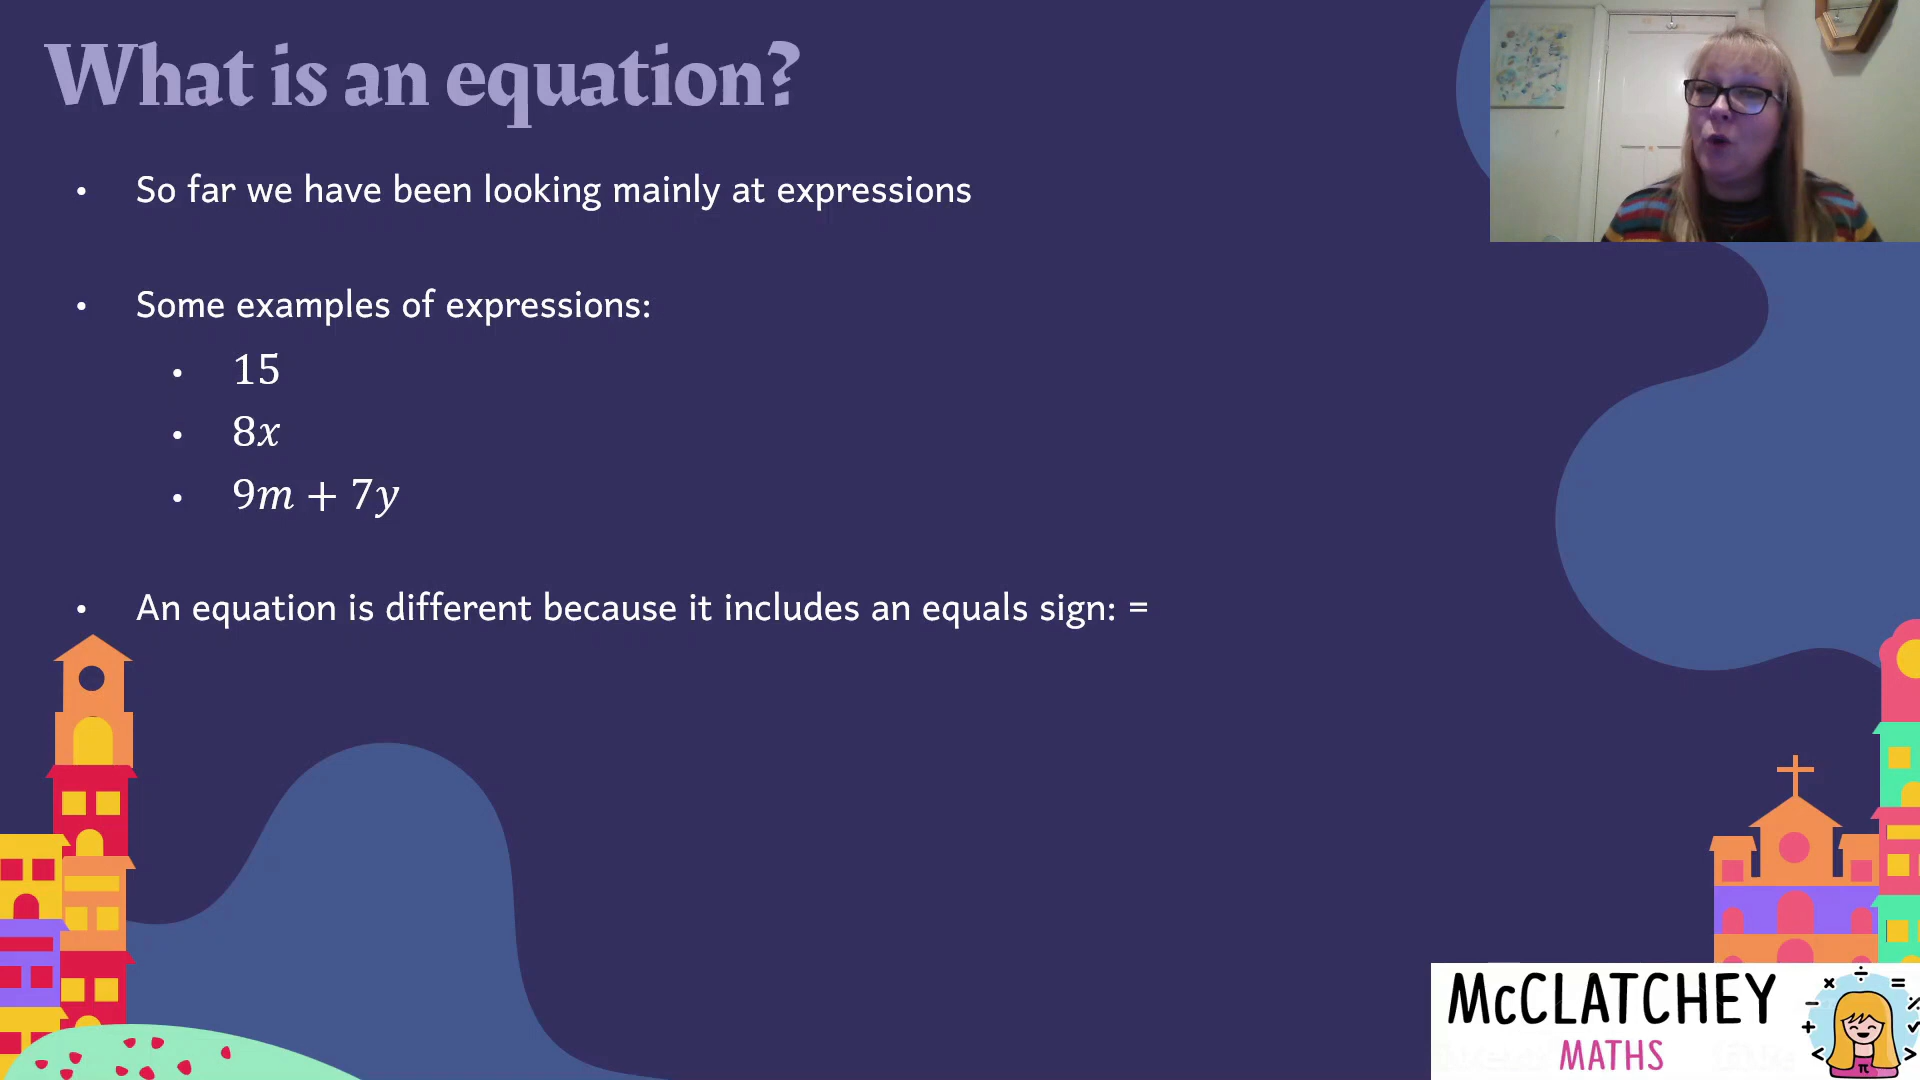 What is an equation?
• So far we have been looking mainly at expressions
• Some examples of expressions:
• 15
• 8x
• 9m + 7y
• An equation is different because it includes an equals sign: =
McCLATCHEY
MATHS